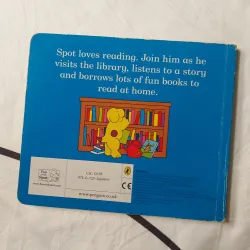 Spot loves reading. Join him as he
visits the library, listens to a story
and borrows lots of fun books to
read at home.
www.penguin.co.uk